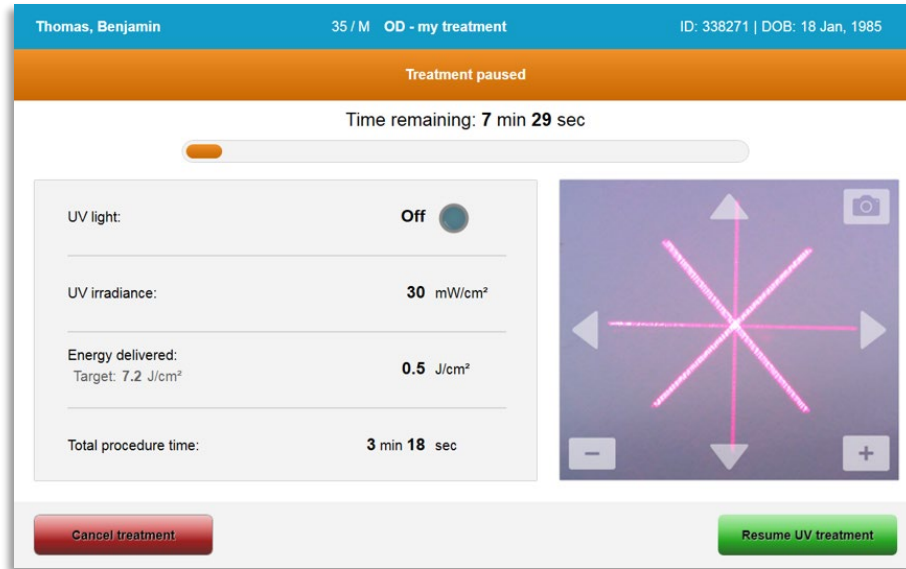 Thomas, Benjamin 35 / M OD - my treatment ID: 338271 | DOB: 18 Jan, 1985
Treatment paused
Time remaining: 7 min 29 sec
UV light: Off
UV irradiance: 30 mW/cm²
Energy delivered:
Target: 7.2 J/cm² 0.5 J/cm²
Total procedure time: 3 min 18 sec
Cancel treatment Resume UV treatment